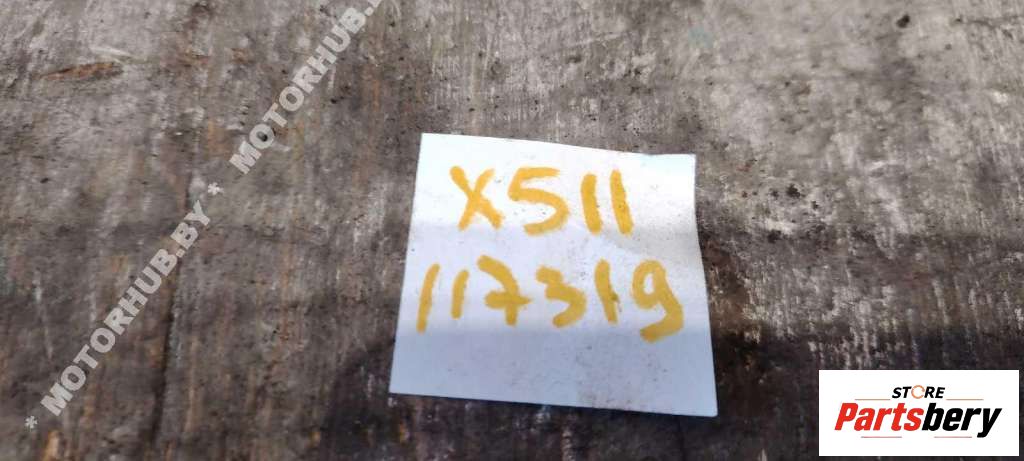 X511
117319
* MOTORHUB.BY * MOTORHUB.BY
STORE
Partsbery